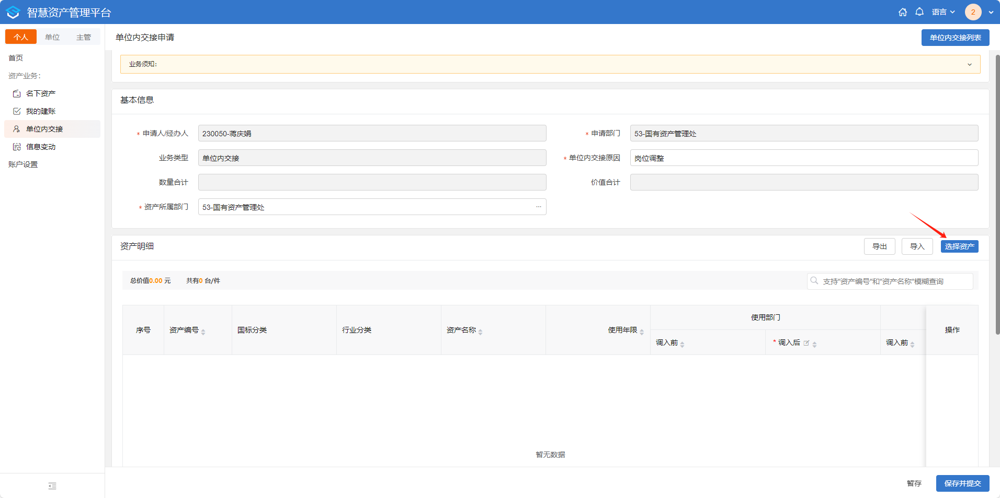 智慧资产管理平台
语言
2
个人 单位 主管
单位内交接申请
单位内交接列表
首页
资产业务：
名下资产
我的建账
单位内交接
信息变动
账户设置
业务须知：
基本信息
* 申请人/经办人 230050-蒋庆娟
* 申请部门 53-国有资产管理处
业务类型 单位内交接
* 单位内交接原因 岗位调整
数量合计
价值合计
* 资产所属部门 53-国有资产管理处 ...
资产明细
导出 导入 选择资产
总价值0.00 元 共有0 台/件
支持"资产编号"和"资产名称"模糊查询
序号 资产编号 国标分类 行业分类 资产名称 使用年限 使用部门 操作
调入前 * 调入后 调入前
暂无数据
暂存 保存并提交